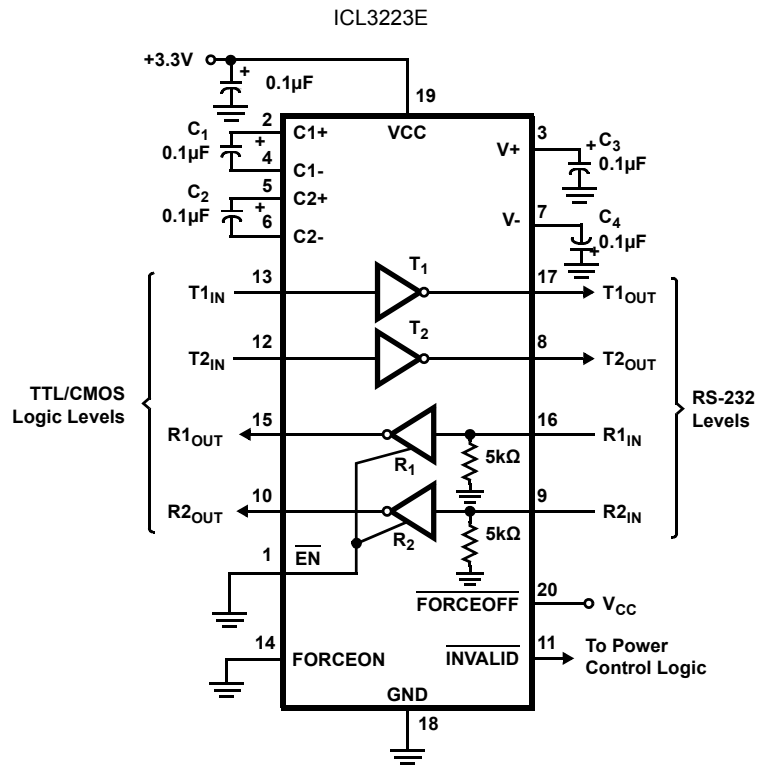 ICL3223E
+3.3V
+
0.1µF
19
VCC
2
C1+
C1
0.1µF
+
4
C1-
5
C2+
C2
0.1µF
+
6
C2-
3
V+
+
C3
0.1µF
7
V-
C4
0.1µF
+
T1IN
13
T1
17
T1OUT
T2IN
12
T2
8
T2OUT
TTL/CMOS
Logic Levels
RS-232
Levels
R1OUT
15
R1
5kΩ
16
R1IN
R2OUT
10
R2
5kΩ
9
R2IN
1
EN
FORCEOFF
20
VCC
14
FORCEON
INVALID
11
To Power
Control Logic
GND
18